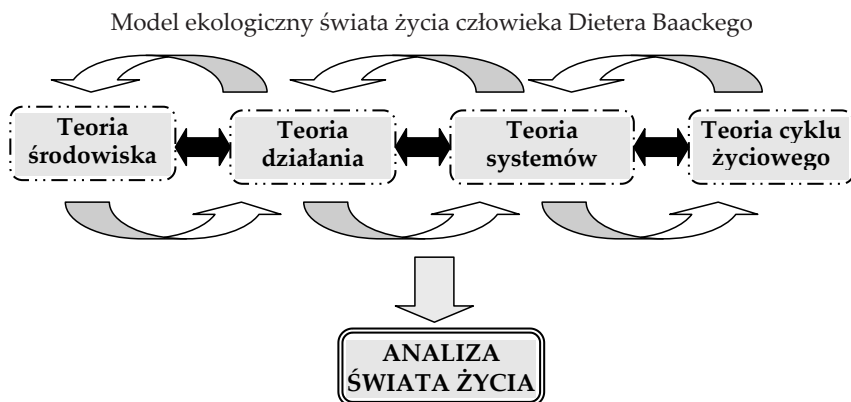 Model ekologiczny świata życia człowieka Dietera Baackego
Teoria
środowiska
Teoria
działania
Teoria
systemów
Teoria cyklu
życiowego
ANALIZA
ŚWIATA ŻYCIA